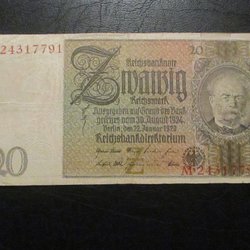 24317791
20
Reichsbanknote
Zwanzig
Reichsmark
Ausgegeben auf Grund des Bank
gesetzes vom 30. August 1924
Berlin, den 22. Januar 1929
Reichsbankdirektorium
20